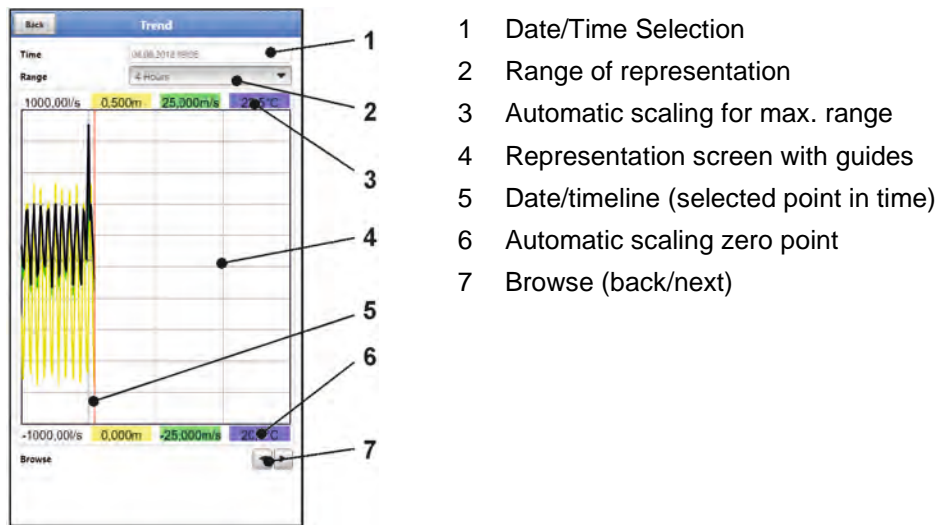 Back Trend
Time
Range 4 Hours
1000,00l/s 0,500m 25,000m/s
-1000,00l/s 0,000m -25,000m/s
Browse
1
2
3
4
5
6
7
1 Date/Time Selection
2 Range of representation
3 Automatic scaling for max. range
4 Representation screen with guides
5 Date/timeline (selected point in time)
6 Automatic scaling zero point
7 Browse (back/next)